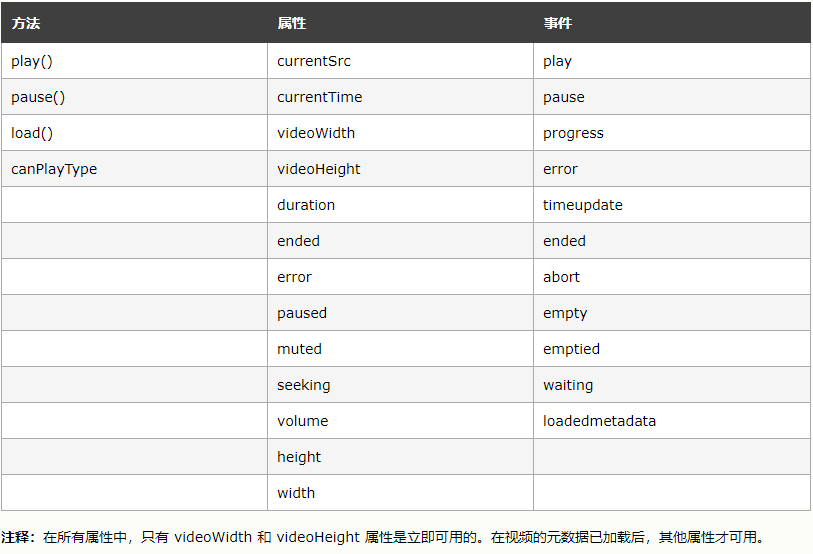 方法 属性 事件
play() currentSrc play
pause() currentTime pause
load() videoWidth progress
canPlayType videoHeight error
duration timeupdate
ended ended
error abort
paused empty
muted emptied
seeking waiting
volume loadedmetadata
height
width
注释：在所有属性中，只有 videoWidth 和 videoHeight 属性是立即可用的。在视频的元数据已加载后，其他属性才可用。